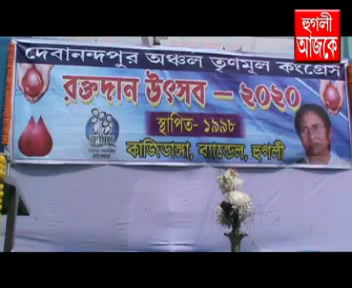 হুগলী
আজকে
দেবানন্দপুর অঞ্চল তৃণমূল কংগ্রেস
রক্তদান উৎসব - ২০২০
স্থাপিত- ১৯৯৮
কাজিডাঙ্গা, ব্যান্ডেল, হুগলী